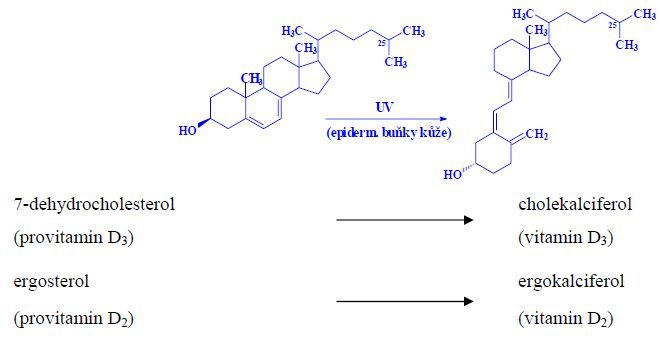 H₃C
CH₃
25
CH₃
CH₃
CH₃
HO
UV
(epiderm. buňky kůže)
H₃C
CH₃
25
CH₃
CH₃
CH₂
HO
7-dehydrocholesterol
cholekalciferol
(provitamin D₃)
(vitamin D₃)
ergosterol
ergokalciferol
(provitamin D₂)
(vitamin D₂)